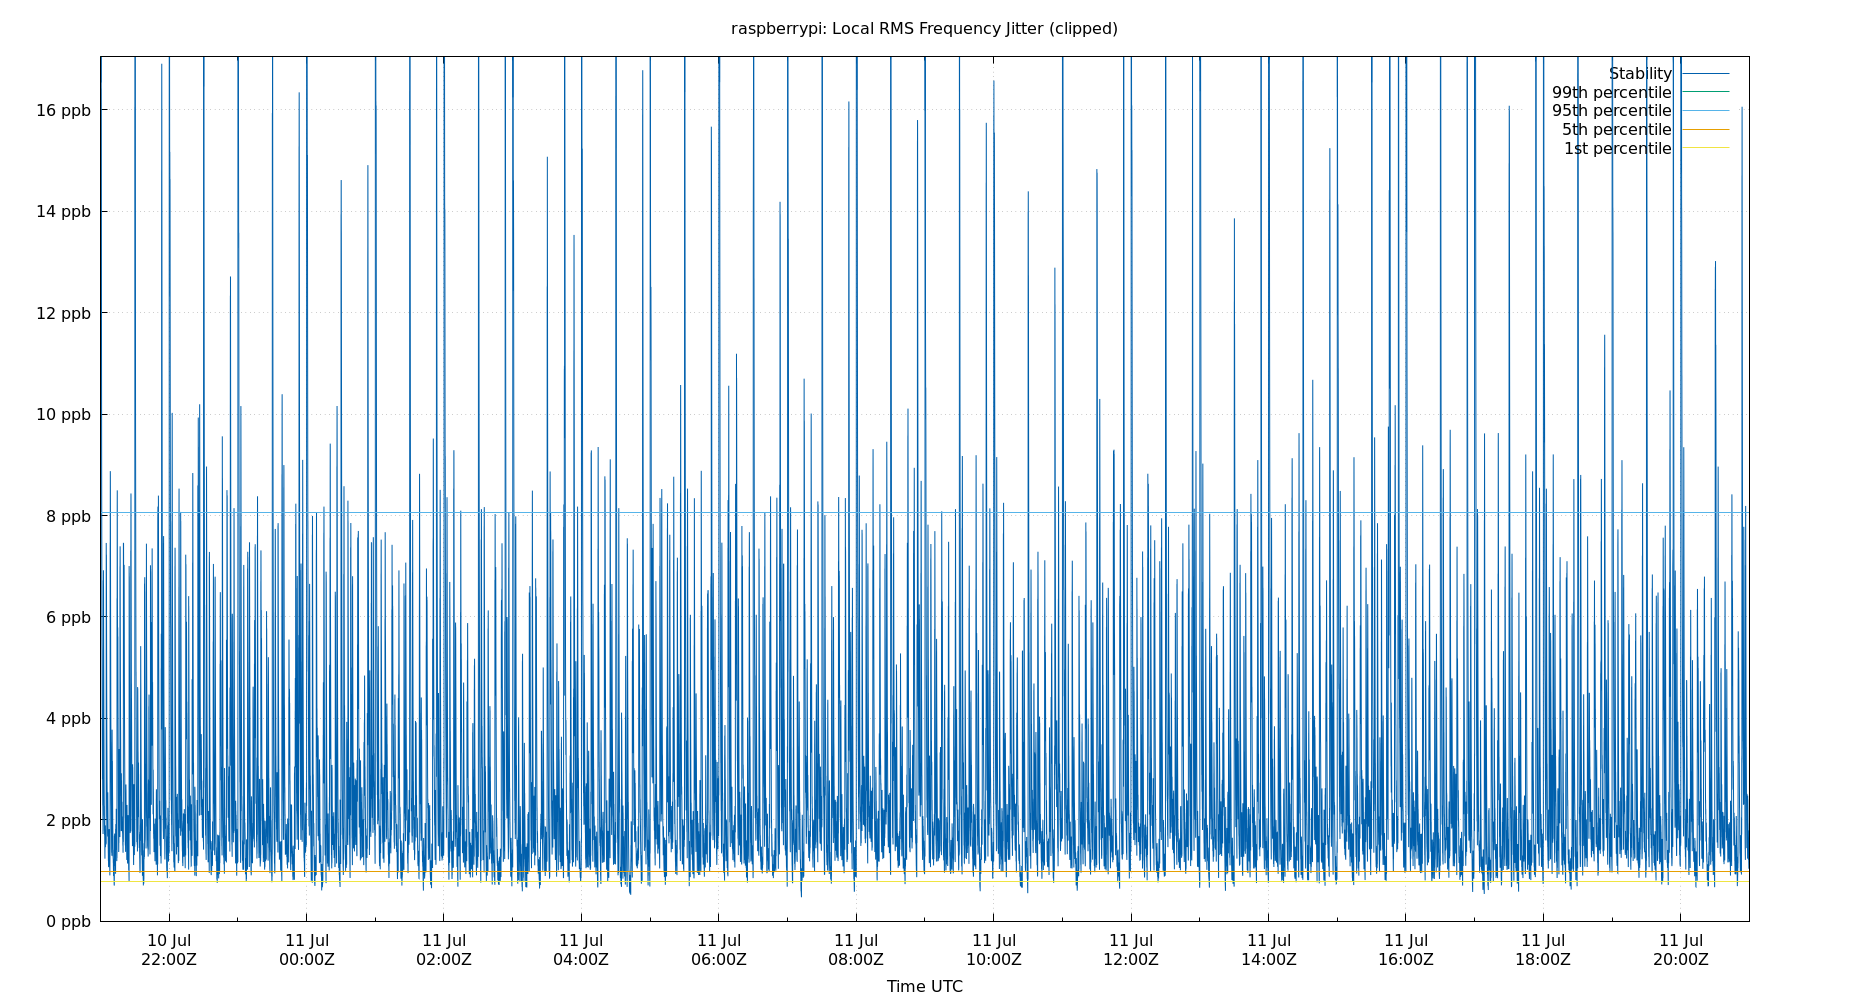 raspberrypi: Local RMS Frequency Jitter (clipped)
Stability
99th percentile
95th percentile
5th percentile
1st percentile
16 ppb
14 ppb
12 ppb
10 ppb
8 ppb
6 ppb
4 ppb
2 ppb
0 ppb
10 Jul 11 Jul 11 Jul 11 Jul 11 Jul 11 Jul 11 Jul 11 Jul 11 Jul 11 Jul 11 Jul 11 Jul
22:00Z 00:00Z 02:00Z 04:00Z 06:00Z 08:00Z 10:00Z 12:00Z 14:00Z 16:00Z 18:00Z 20:00Z
Time UTC